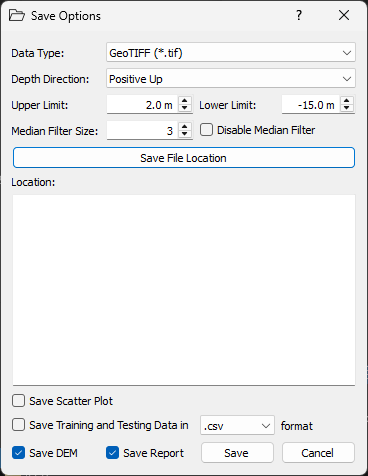 Save Options ?
Data Type: GeoTIFF (*.tif)
Depth Direction: Positive Up
Upper Limit: 2.0 m Lower Limit: -15.0 m
Median Filter Size: 3 Disable Median Filter
Save File Location
Location:
Save Scatter Plot
Save Training and Testing Data in .csv format
Save DEM Save Report Save Cancel